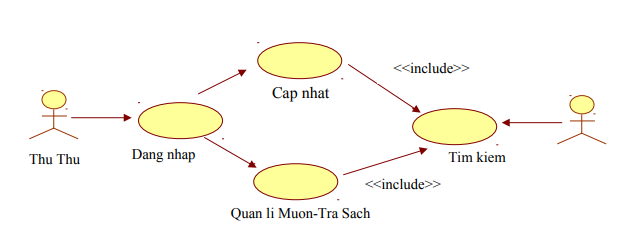 <<include>>
Cap nhat
Thu Thu
Dang nhap
Tim kiem
<<include>>
Quan li Muon-Tra Sach